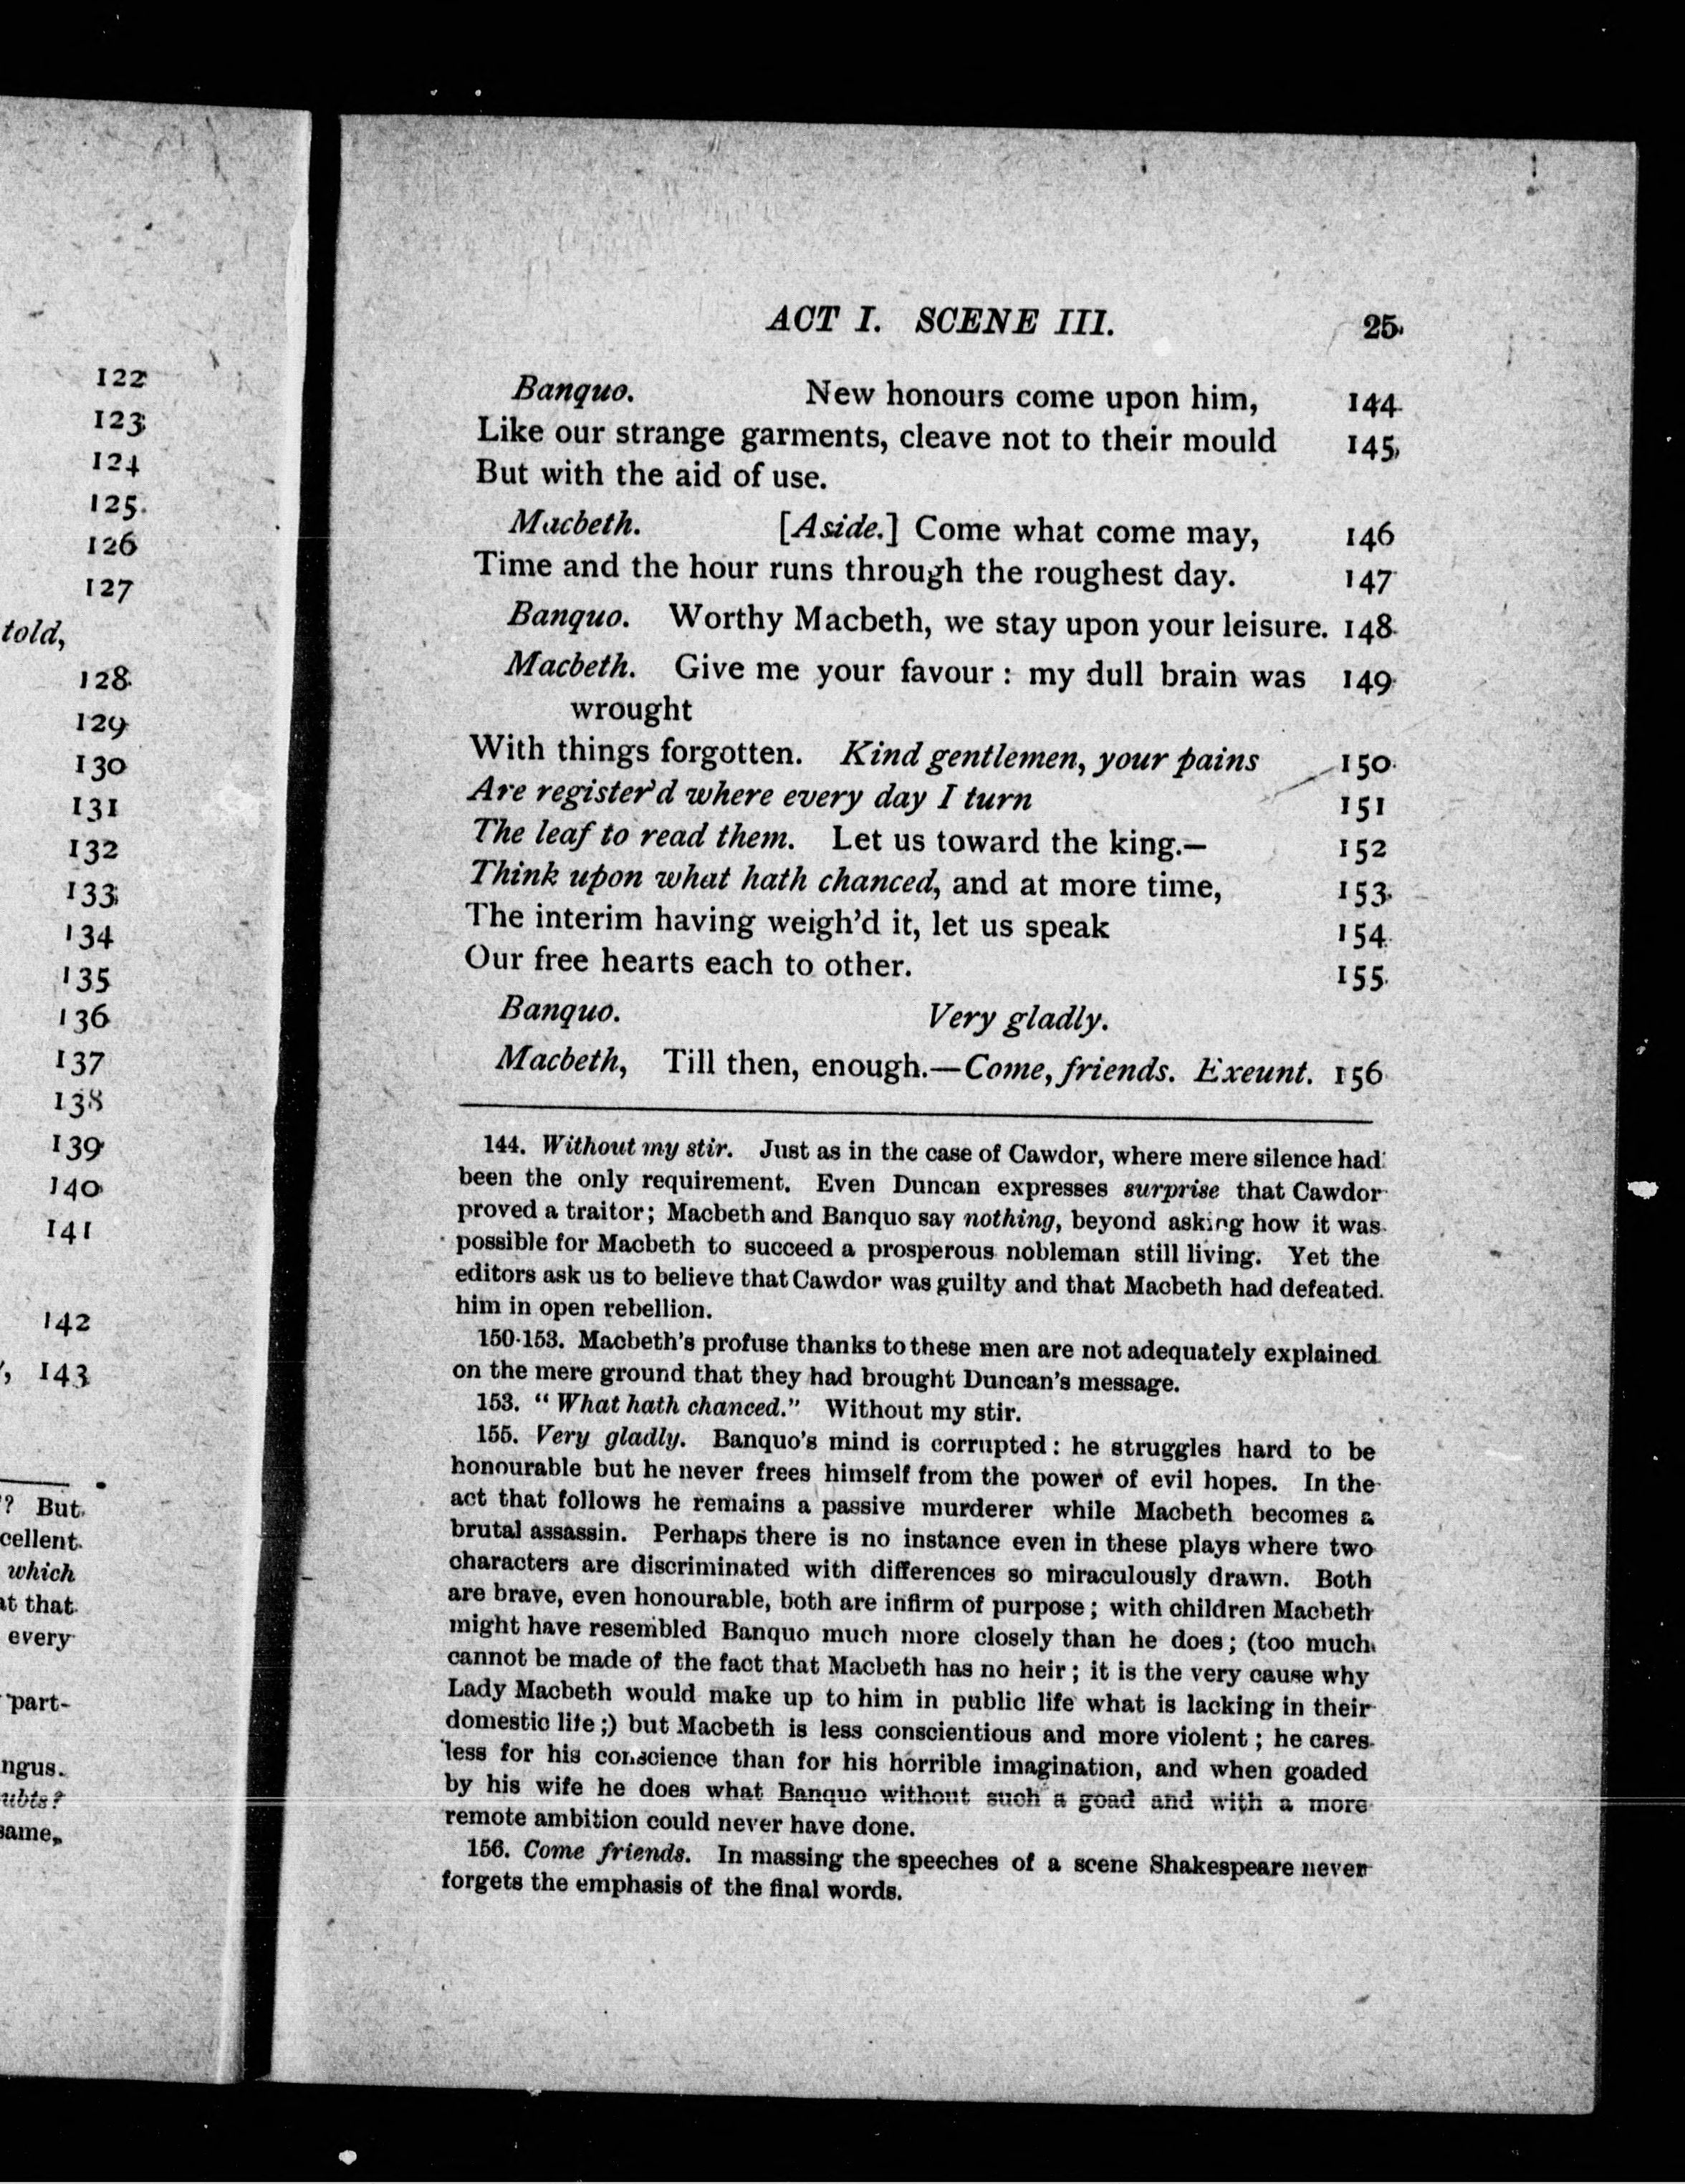 122
123
124
125.
126
127
told,
128
129
130
131
132
133
134
135
136
137
138
139
140
141
142
143
? But
cellent.
which
at that
every
part-
ngus.
ubts?
same,
ACT I. SCENE III. 25
Banquo. New honours come upon him, 144
Like our strange garments, cleave not to their mould 145
But with the aid of use.
Macbeth. [Aside.] Come what come may, 146
Time and the hour runs through the roughest day. 147
Banquo. Worthy Macbeth, we stay upon your leisure. 148
Macbeth. Give me your favour : my dull brain was 149
wrought
With things forgotten. Kind gentlemen, your pains 150
Are register'd where every day I turn 151
The leaf to read them. Let us toward the king.— 152
Think upon what hath chanced, and at more time, 153
The interim having weigh'd it, let us speak 154
Our free hearts each to other. 155
Banquo. Very gladly.
Macbeth, Till then, enough.—Come, friends. Exeunt. 156
144. Without my stir. Just as in the case of Cawdor, where mere silence had
been the only requirement. Even Duncan expresses surprise that Cawdor
proved a traitor; Macbeth and Banquo say nothing, beyond asking how it was
possible for Macbeth to succeed a prosperous nobleman still living. Yet the
editors ask us to believe that Cawdor was guilty and that Macbeth had defeated
him in open rebellion.
150-153. Macbeth's profuse thanks to these men are not adequately explained
on the mere ground that they had brought Duncan's message.
153. "What hath chanced." Without my stir.
155. Very gladly. Banquo's mind is corrupted : he struggles hard to be
honourable but he never frees himself from the power of evil hopes. In the
act that follows he remains a passive murderer while Macbeth becomes a
brutal assassin. Perhaps there is no instance even in these plays where two
characters are discriminated with differences so miraculously drawn. Both
are brave, even honourable, both are infirm of purpose ; with children Macbeth
might have resembled Banquo much more closely than he does ; (too much
cannot be made of the fact that Macbeth has no heir ; it is the very cause why
Lady Macbeth would make up to him in public life what is lacking in their
domestic life ;) but Macbeth is less conscientious and more violent ; he cares
less for his conscience than for his horrible imagination, and when goaded
by his wife he does what Banquo without such a goad and with a more
remote ambition could never have done.
156. Come friends. In massing the speeches of a scene Shakespeare never
forgets the emphasis of the final words.